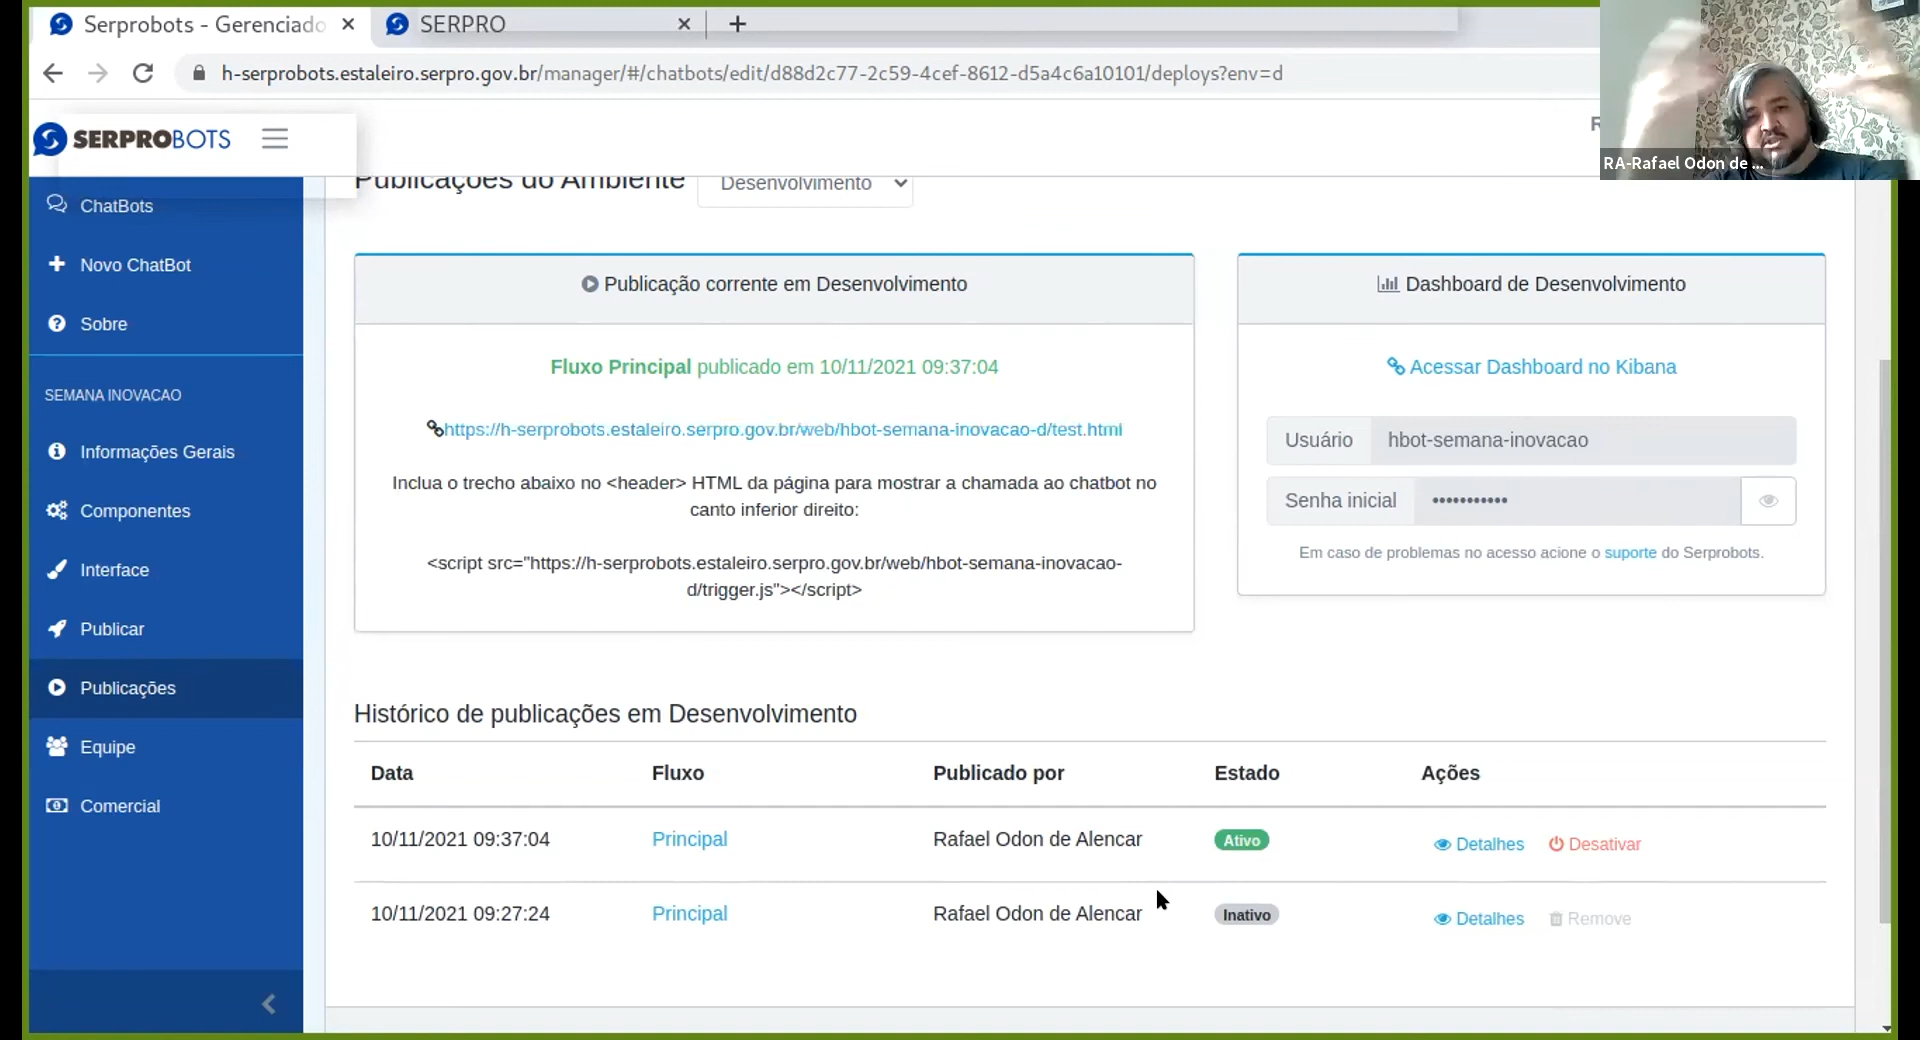 Serprobots - Gerenciado
SERPRO
h-serprobots.estaleiro.serpro.gov.br/manager/#/chatbots/edit/d88d2c77-2c59-4cef-8612-d5a4c6a10101/deploys?env=d
SERPROBOTS
RA-Rafael Odon de ...
ChatBots
Novo ChatBot
Sobre
SEMANA INOVACAO
Informações Gerais
Componentes
Interface
Publicar
Publicações
Equipe
Comercial
Publicações do Ambiente
Desenvolvimento
Publicação corrente em Desenvolvimento
Fluxo Principal publicado em 10/11/2021 09:37:04
https://h-serprobots.estaleiro.serpro.gov.br/web/hbot-semana-inovacao-d/test.html
Inclua o trecho abaixo no <header> HTML da página para mostrar a chamada ao chatbot no
canto inferior direito:
<script src="https://h-serprobots.estaleiro.serpro.gov.br/web/hbot-semana-inovacao-
d/trigger.js"></script>
Dashboard de Desenvolvimento
Acessar Dashboard no Kibana
Usuário hbot-semana-inovacao
Senha inicial •••••••••••
Em caso de problemas no acesso acione o suporte do Serprobots.
Histórico de publicações em Desenvolvimento
Data Fluxo Publicado por Estado Ações
10/11/2021 09:37:04 Principal Rafael Odon de Alencar Ativo Detalhes Desativar
10/11/2021 09:27:24 Principal Rafael Odon de Alencar Inativo Detalhes Remove